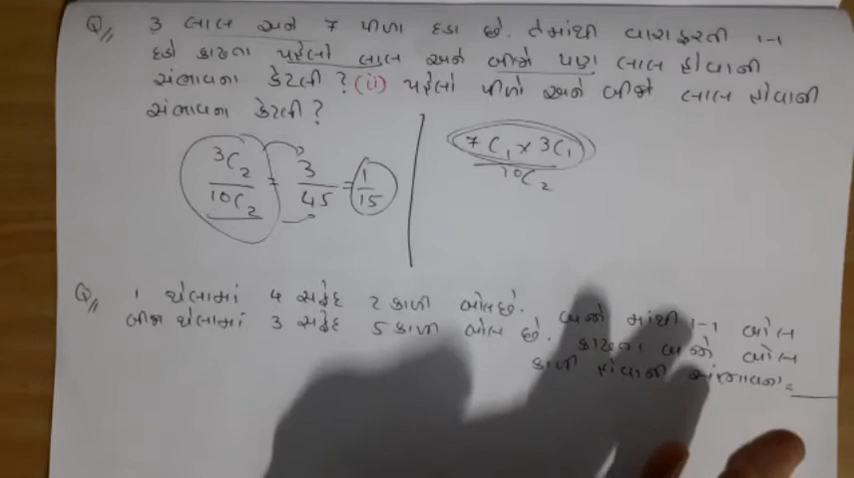 Q, 3 લાલ અને 7 પીળા દડા છે. તેમાંથી વારાફરતી 1-1
દડો કાઢતા પહેલો લાલ અને બીજો પણ લાલ હોવાની
સંભાવના કેટલી? (ii) પહેલો પીળો અને બીજો લાલ હોવાની
સંભાવના કેટલી?
3C₂ / 10C₂ = 3/45 = 1/15
7C₁ × 3C₁ / 10C₂
Q, 1 થેલામાં 4 સફેદ 2 કાળી બોલ છે. બન્ને માંથી 1-1 બોલ
બીજા થેલામાં 3 સફેદ 5 કાળી બોલ છે. કાઢતા બન્ને બોલ
કાળી હોવાની સંભાવના =